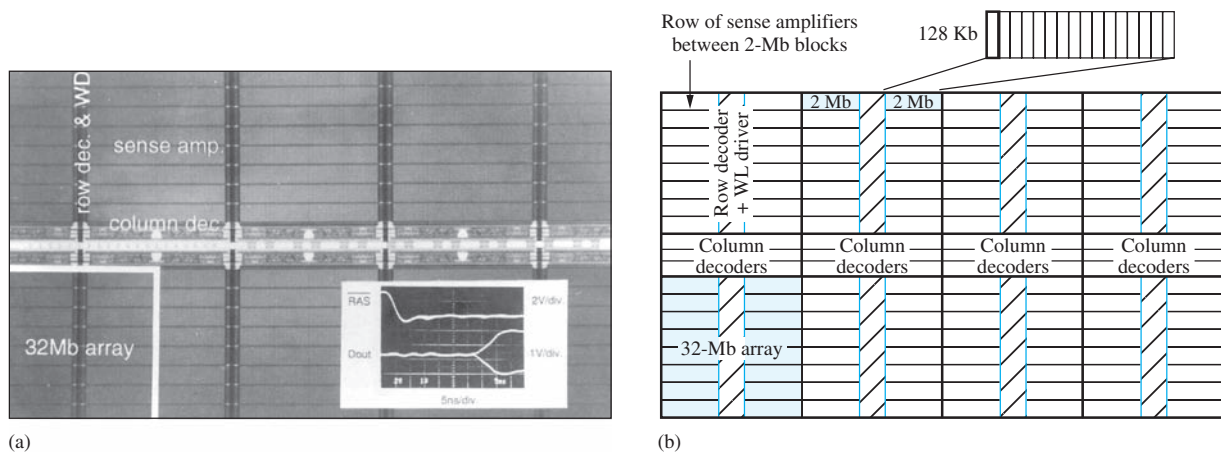 row dec. & WD
sense amp.
column dec.
32Mb array
RAS
2V/div.
Dout
1V/div.
5ns/div.
(a)
Row of sense amplifiers
between 2-Mb blocks
128 Kb
2 Mb
2 Mb
Row decoder
+ WL driver
Column
decoders
Column
decoders
Column
decoders
Column
decoders
32-Mb array
(b)